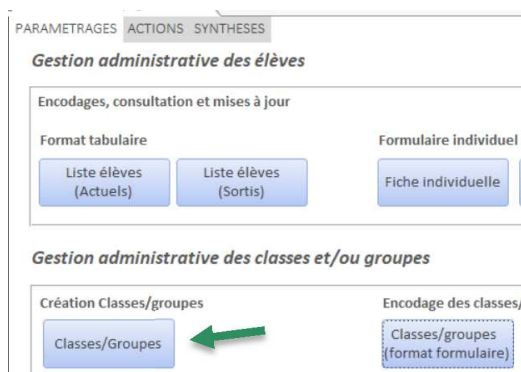 PARAMETRAGES ACTIONS SYNTHESES
Gestion administrative des élèves
Encodages, consultation et mises à jour
Format tabulaire
Formulaire individuel
Liste élèves
(Actuels)
Liste élèves
(Sortis)
Fiche individuelle
Gestion administrative des classes et/ou groupes
Création Classes/groupes
Encodage des classes/
Classes/Groupes
Classes/groupes
(format formulaire)